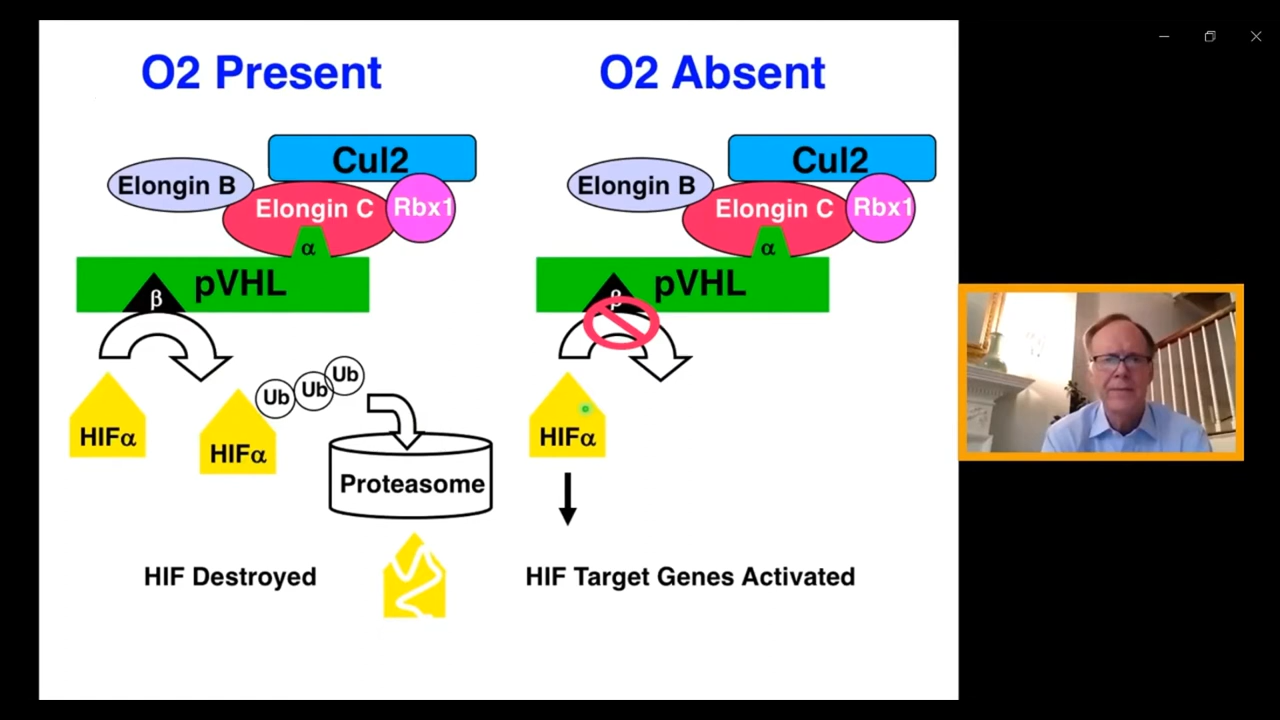 O2 Present
O2 Absent
Cul2
Elongin B
Elongin C
Rbx1
α
pVHL
β
HIFα
HIFα
Ub
Ub
Ub
Proteasome
HIF Destroyed
Cul2
Elongin B
Elongin C
Rbx1
α
pVHL
β
HIFα
HIF Target Genes Activated